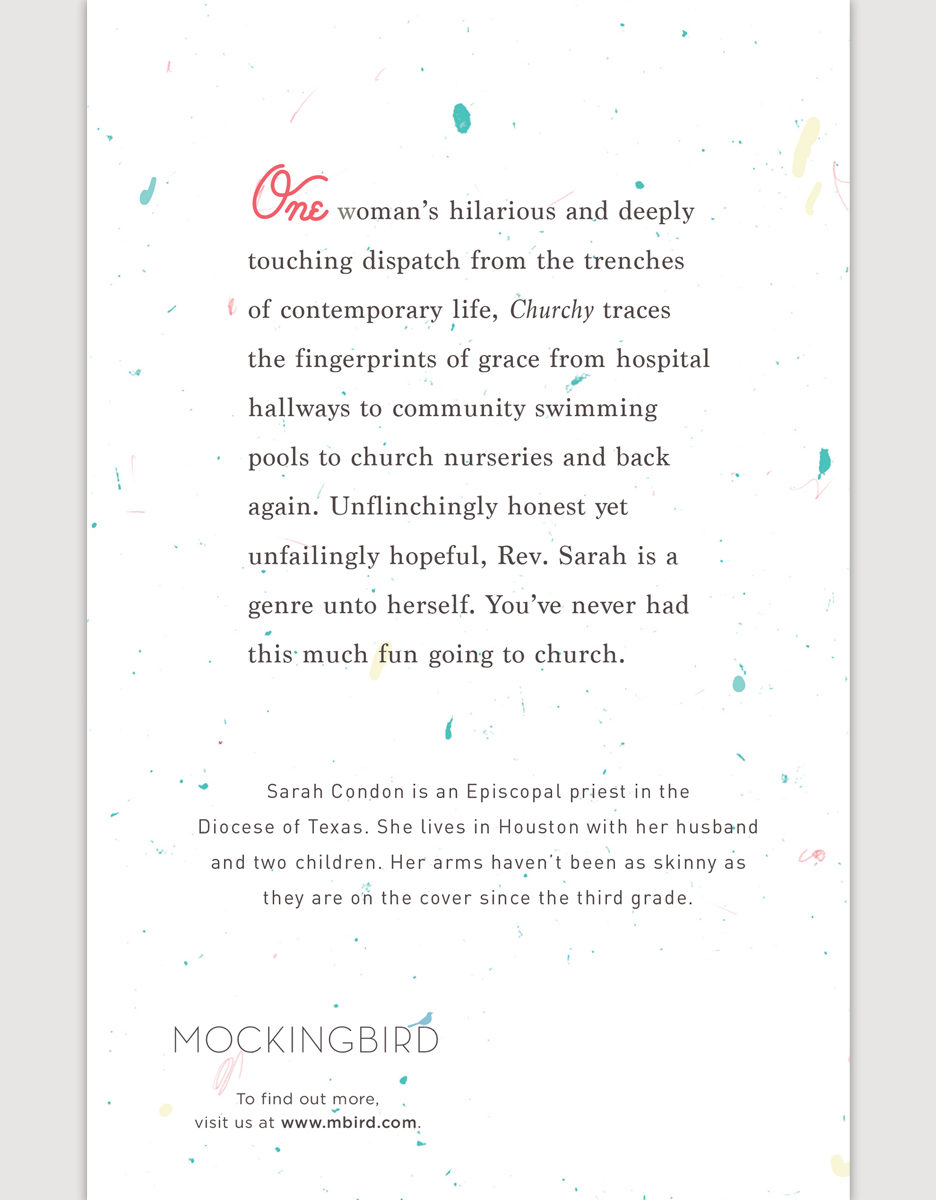 One woman’s hilarious and deeply
touching dispatch from the trenches
of contemporary life, Churchy traces
the fingerprints of grace from hospital
hallways to community swimming
pools to church nurseries and back
again. Unflinchingly honest yet
unfailingly hopeful, Rev. Sarah is a
genre unto herself. You’ve never had
this much fun going to church.
Sarah Condon is an Episcopal priest in the
Diocese of Texas. She lives in Houston with her husband
and two children. Her arms haven’t been as skinny as
they are on the cover since the third grade.
MOCKINGBIRD
To find out more,
visit us at www.mbird.com.